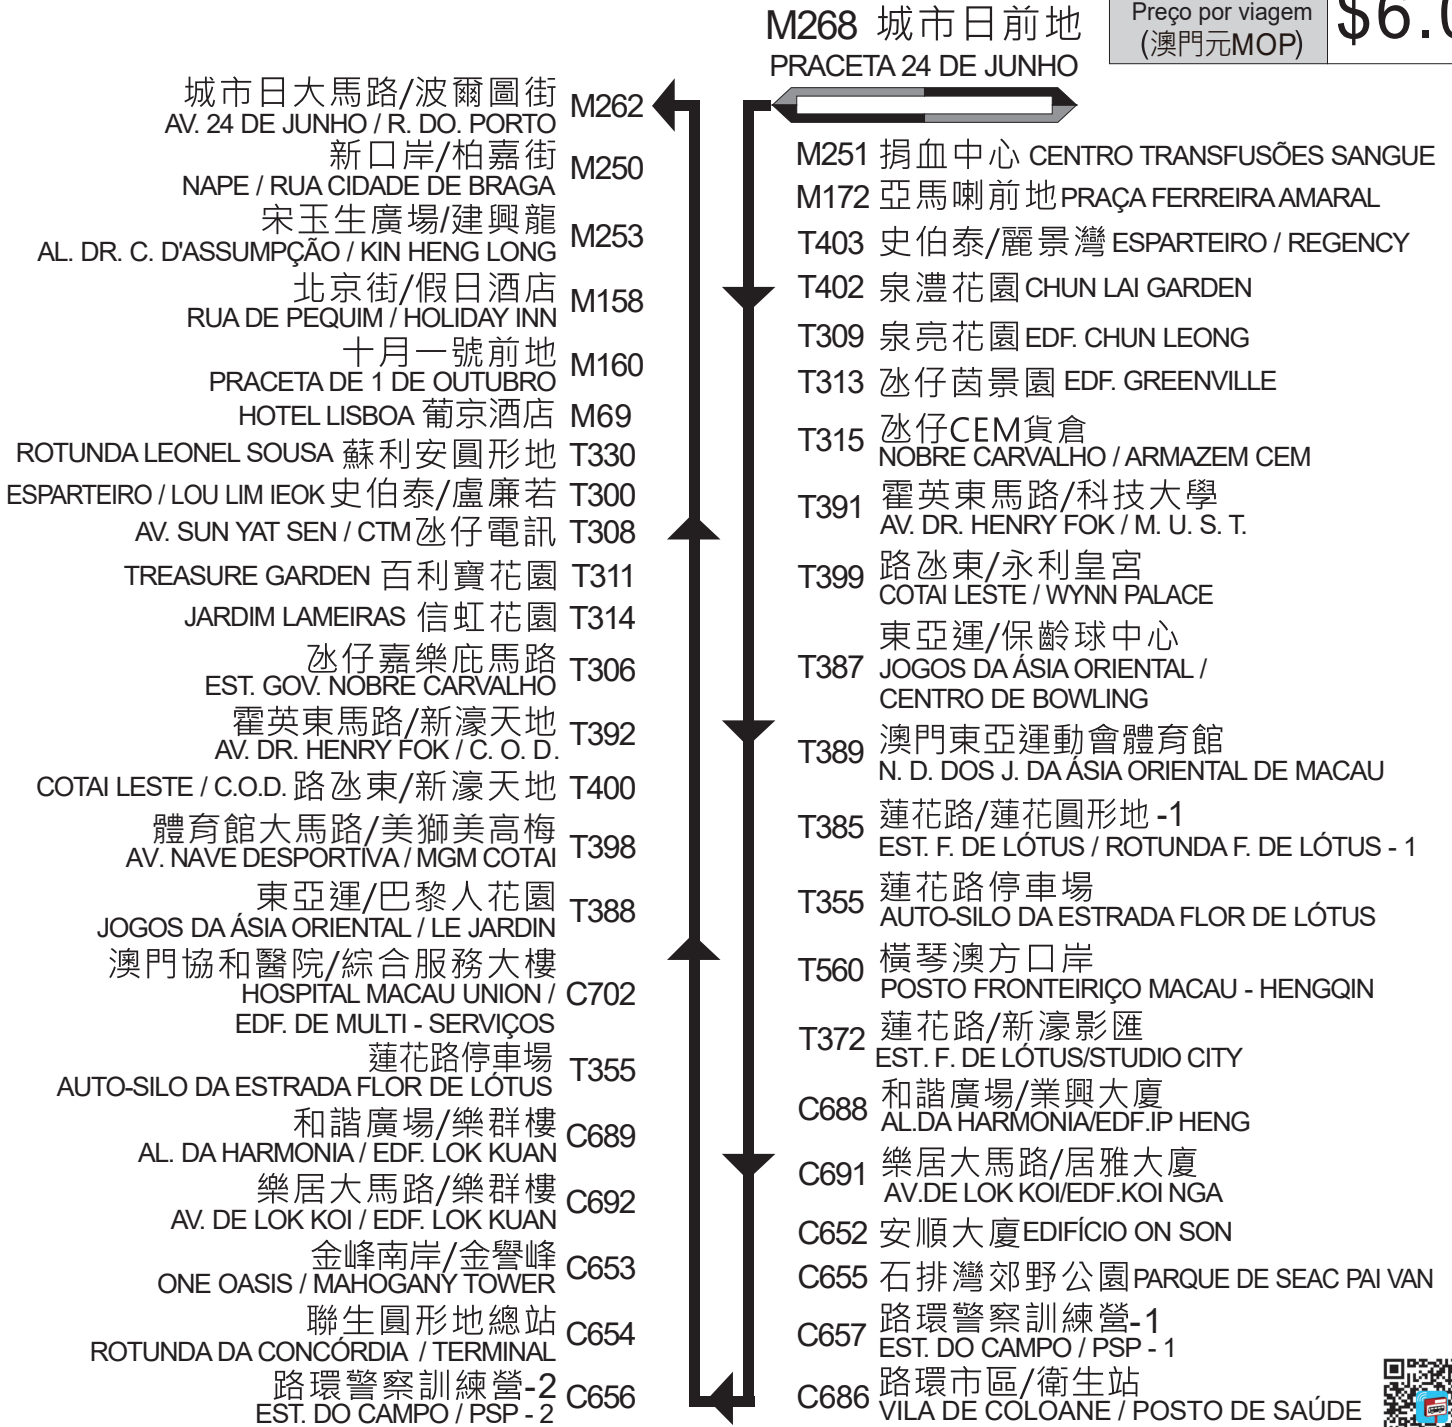 M268 城市日前地
PRACETA 24 DE JUNHO
Preço por viagem
(澳門元MOP)
$6.0
城市日大馬路/波爾圖街
AV. 24 DE JUNHO / R. DO. PORTO
M262
新口岸/柏嘉街
NAPE / RUA CIDADE DE BRAGA
M250
宋玉生廣場/建興龍
AL. DR. C. D'ASSUMPÇÃO / KIN HENG LONG
M253
北京街/假日酒店
RUA DE PEQUIM / HOLIDAY INN
M158
十月一號前地
PRACETA DE 1 DE OUTUBRO
M160
HOTEL LISBOA 葡京酒店 M69
ROTUNDA LEONEL SOUSA 蘇利安圓形地 T330
ESPARTEIRO / LOU LIM IEOK 史伯泰/盧廉若 T300
AV. SUN YAT SEN / CTM 氹仔電訊 T308
TREASURE GARDEN 百利寶花園 T311
JARDIM LAMEIRAS 信虹花園 T314
氹仔嘉樂庇馬路
EST. GOV. NOBRE CARVALHO
T306
霍英東馬路/新濠天地
AV. DR. HENRY FOK / C. O. D.
T392
COTAI LESTE / C.O.D. 路氹東/新濠天地 T400
體育館大馬路/美獅美高梅
AV. NAVE DESPORTIVA / MGM COTAI
T398
東亞運/巴黎人花園
JOGOS DA ÁSIA ORIENTAL / LE JARDIN
T388
澳門協和醫院/綜合服務大樓
HOSPITAL MACAU UNION /
EDF. DE MULTI - SERVIÇOS
C702
蓮花路停車場
AUTO-SILO DA ESTRADA FLOR DE LÓTUS
T355
和諧廣場/樂群樓
AL. DA HARMONIA / EDF. LOK KUAN
C689
樂居大馬路/樂群樓
AV. DE LOK KOI / EDF. LOK KUAN
C692
金峰南岸/金譽峰
ONE OASIS / MAHOGANY TOWER
C653
聯生圓形地總站
ROTUNDA DA CONCÓRDIA / TERMINAL
C654
路環警察訓練營-2
EST. DO CAMPO / PSP - 2
C656
M251 捐血中心 CENTRO TRANSFUSÕES SANGUE
M172 亞馬喇前地 PRAÇA FERREIRA AMARAL
T403 史伯泰/麗景灣 ESPARTEIRO / REGENCY
T402 泉澧花園 CHUN LAI GARDEN
T309 泉亮花園 EDF. CHUN LEONG
T313 氹仔茵景園 EDF. GREENVILLE
T315 氹仔CEM貨倉
NOBRE CARVALHO / ARMAZEM CEM
T391 霍英東馬路/科技大學
AV. DR. HENRY FOK / M. U. S. T.
T399 路氹東/永利皇宮
COTAI LESTE / WYNN PALACE
東亞運/保齡球中心
T387 JOGOS DA ÁSIA ORIENTAL /
CENTRO DE BOWLING
T389 澳門東亞運動會體育館
N. D. DOS J. DA ÁSIA ORIENTAL DE MACAU
T385 蓮花路/蓮花圓形地 -1
EST. F. DE LÓTUS / ROTUNDA F. DE LÓTUS - 1
T355 蓮花路停車場
AUTO-SILO DA ESTRADA FLOR DE LÓTUS
T560 橫琴澳方口岸
POSTO FRONTEIRIÇO MACAU - HENGQIN
T372 蓮花路/新濠影匯
EST. F. DE LÓTUS/STUDIO CITY
C688 和諧廣場/業興大廈
AL.DA HARMONIA/EDF.IP HENG
C691 樂居大馬路/居雅大廈
AV.DE LOK KOI/EDF.KOI NGA
C652 安順大廈 EDIFÍCIO ON SON
C655 石排灣郊野公園 PARQUE DE SEAC PAI VAN
C657 路環警察訓練營-1
EST. DO CAMPO / PSP - 1
C686 路環市區/衛生站
VILA DE COLOANE / POSTO DE SAÚDE